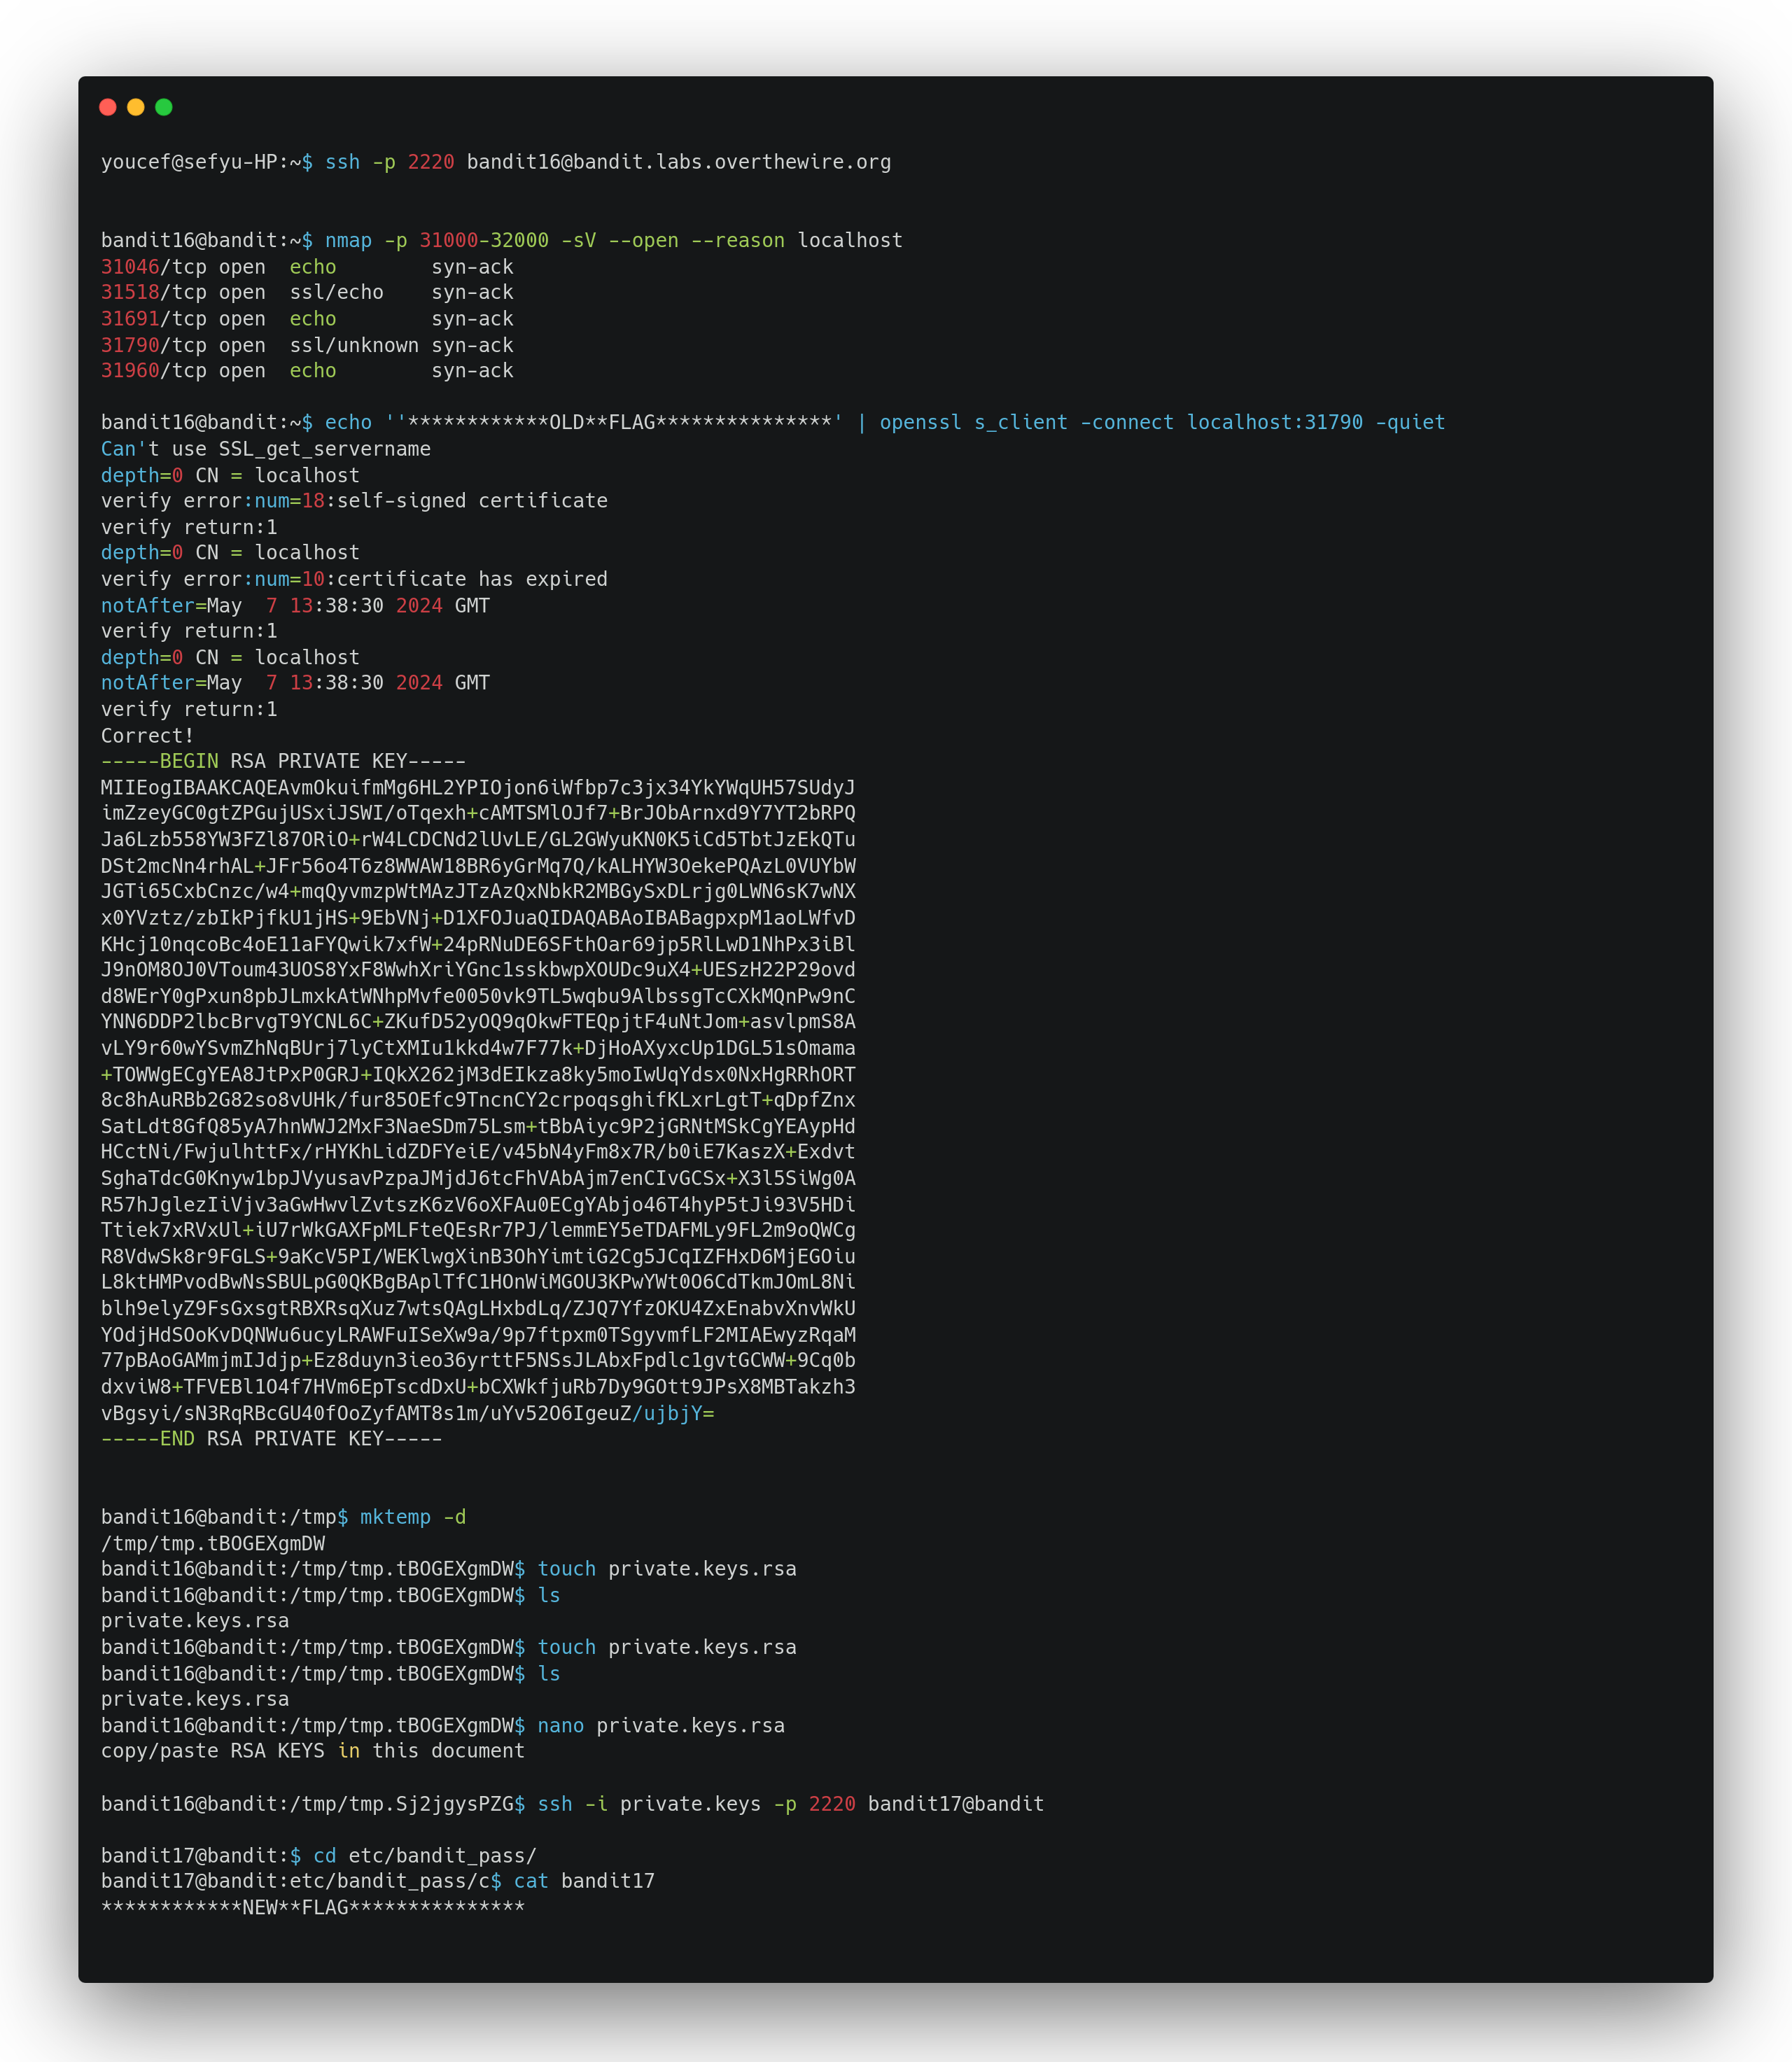 youcef@sefyu-HP:~$ ssh -p 2220 bandit16@bandit.labs.overthewire.org
bandit16@bandit:~$ nmap -p 31000-32000 -sV --open --reason localhost
31046/tcp open  echo        syn-ack
31518/tcp open  ssl/echo    syn-ack
31691/tcp open  echo        syn-ack
31790/tcp open  ssl/unknown syn-ack
31960/tcp open  echo        syn-ack
bandit16@bandit:~$ echo ''************OLD**FLAG***************' | openssl s_client -connect localhost:31790 -quiet
Can't use SSL_get_servername
depth=0 CN = localhost
verify error:num=18:self-signed certificate
verify return:1
depth=0 CN = localhost
verify error:num=10:certificate has expired
notAfter=May  7 13:38:30 2024 GMT
verify return:1
depth=0 CN = localhost
notAfter=May  7 13:38:30 2024 GMT
verify return:1
Correct!
-----BEGIN RSA PRIVATE KEY-----
MIIEogIBAAKCAQEAvmOkuifmMg6HL2YPIOjon6iWfbp7c3jx34YkYWqUH57SUdyJ
imZzeyGC0gtZPGujUSxiJSWI/oTqexh+cAMTSMlOJf7+BrJObArnxd9Y7YT2bRPQ
Ja6Lzb558YW3FZl87ORiO+rW4LCDCNd2lUvLE/GL2GWyuKN0K5iCd5TbtJzEkQTu
DSt2mcNn4rhAL+JFr56o4T6z8WWAW18BR6yGrMq7Q/kALHYW3OekePQAzL0VUYbW
JGTi65CxbCnzc/w4+mqQyvmzpWtMAzJTzAzQxNbkR2MBGySxDLrjg0LWN6sK7wNX
x0YVztz/zbIkPjfkU1jHS+9EbVNj+D1XFOJuaQIDAQABAoIBABagpxpM1aoLWfvD
KHcj10nqcoBc4oE11aFYQwik7xfW+24pRNuDE6SFthOar69jp5RlLwD1NhPx3iBl
J9nOM8OJ0VToum43UOS8YxF8WwhXriYGnc1sskbwpXOUDc9uX4+UESzH22P29ovd
d8WErY0gPxun8pbJLmxkAtWNhpMvfe0050vk9TL5wqbu9AlbssgTcCXkMQnPw9nC
YNN6DDP2lbcBrvgT9YCNL6C+ZKufD52yOQ9qOkwFTEQpjtF4uNtJom+asvlpmS8A
vLY9r60wYSvmZhNqBUrj7lyCtXMIu1kkd4w7F77k+DjHoAXyxcUp1DGL51sOmama
+TOWWgECgYEA8JtPxP0GRJ+IQkX262jM3dEIkza8ky5moIwUqYdsx0NxHgRRhORT
8c8hAuRBb2G82so8vUHk/fur85OEfc9TncnCY2crpoqsghifKLxrLgtT+qDpfZnx
SatLdt8GfQ85yA7hnWWJ2MxF3NaeSDm75Lsm+tBbAiyc9P2jGRNtMSkCgYEAypHd
HCctNi/FwjulhttFx/rHYKhLidZDFYeiE/v45bN4yFm8x7R/b0iE7KaszX+Exdvt
SghaTdcG0Knyw1bpJVyusavPzpaJMjdJ6tcFhVAbAjm7enCIvGCSx+X3l5SiWg0A
R57hJglezIiVjv3aGwHwvlZvtszK6zV6oXFAu0ECgYAbjo46T4hyP5tJi93V5HDi
Ttiek7xRVxUl+iU7rWkGAXFpMLFteQEsRr7PJ/lemmEY5eTDAFMLy9FL2m9oQWCg
R8VdwSk8r9FGLS+9aKcV5PI/WEKlwgXinB3OhYimtiG2Cg5JCqIZFHxD6MjEGOiu
L8ktHMPvodBwNsSBULpG0QKBgBAplTfC1HOnWiMGOU3KPwYWt0O6CdTkmJOmL8Ni
blh9elyZ9FsGxsgtRBXRsqXuz7wtsQAgLHxbdLq/ZJQ7YfzOKU4ZxEnabvXnvWkU
YOdjHdSOoKvDQNWu6ucyLRAWFuISeXw9a/9p7ftpxm0TSgyvmfLF2MIAEwyzRqaM
77pBAoGAMmjmIJdjp+Ez8duyn3ieo36yrttF5NSsJLAbxFpdlc1gvtGCWW+9Cq0b
dxviW8+TFVEBl1O4f7HVm6EpTscdDxU+bCXWkfjuRb7Dy9GOtt9JPsX8MBTakzh3
vBgsyi/sN3RqRBcGU40fOoZyfAMT8s1m/uYv52O6IgeuZ/ujbjY=
-----END RSA PRIVATE KEY-----
bandit16@bandit:/tmp$ mktemp -d
/tmp/tmp.tBOGEXgmDW
bandit16@bandit:/tmp/tmp.tBOGEXgmDW$ touch private.keys.rsa
bandit16@bandit:/tmp/tmp.tBOGEXgmDW$ ls
private.keys.rsa
bandit16@bandit:/tmp/tmp.tBOGEXgmDW$ touch private.keys.rsa
bandit16@bandit:/tmp/tmp.tBOGEXgmDW$ ls
private.keys.rsa
bandit16@bandit:/tmp/tmp.tBOGEXgmDW$ nano private.keys.rsa
copy/paste RSA KEYS in this document
bandit16@bandit:/tmp/tmp.Sj2jgysPZG$ ssh -i private.keys -p 2220 bandit17@bandit
bandit17@bandit:$ cd etc/bandit_pass/
bandit17@bandit:etc/bandit_pass/c$ cat bandit17
************NEW**FLAG***************